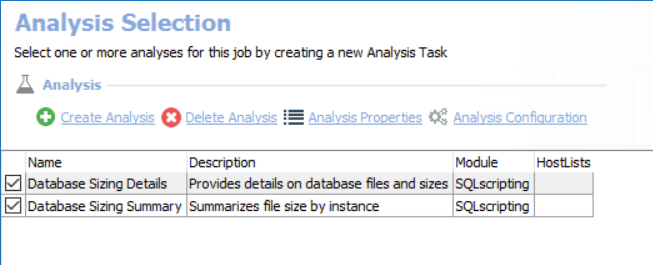 Analysis Selection
Select one or more analyses for this job by creating a new Analysis Task
Analysis
Create Analysis Delete Analysis Analysis Properties Analysis Configuration
Name Description Module HostLists
Database Sizing Details Provides details on database files and sizes SQLscripting
Database Sizing Summary Summarizes file size by instance SQLscripting